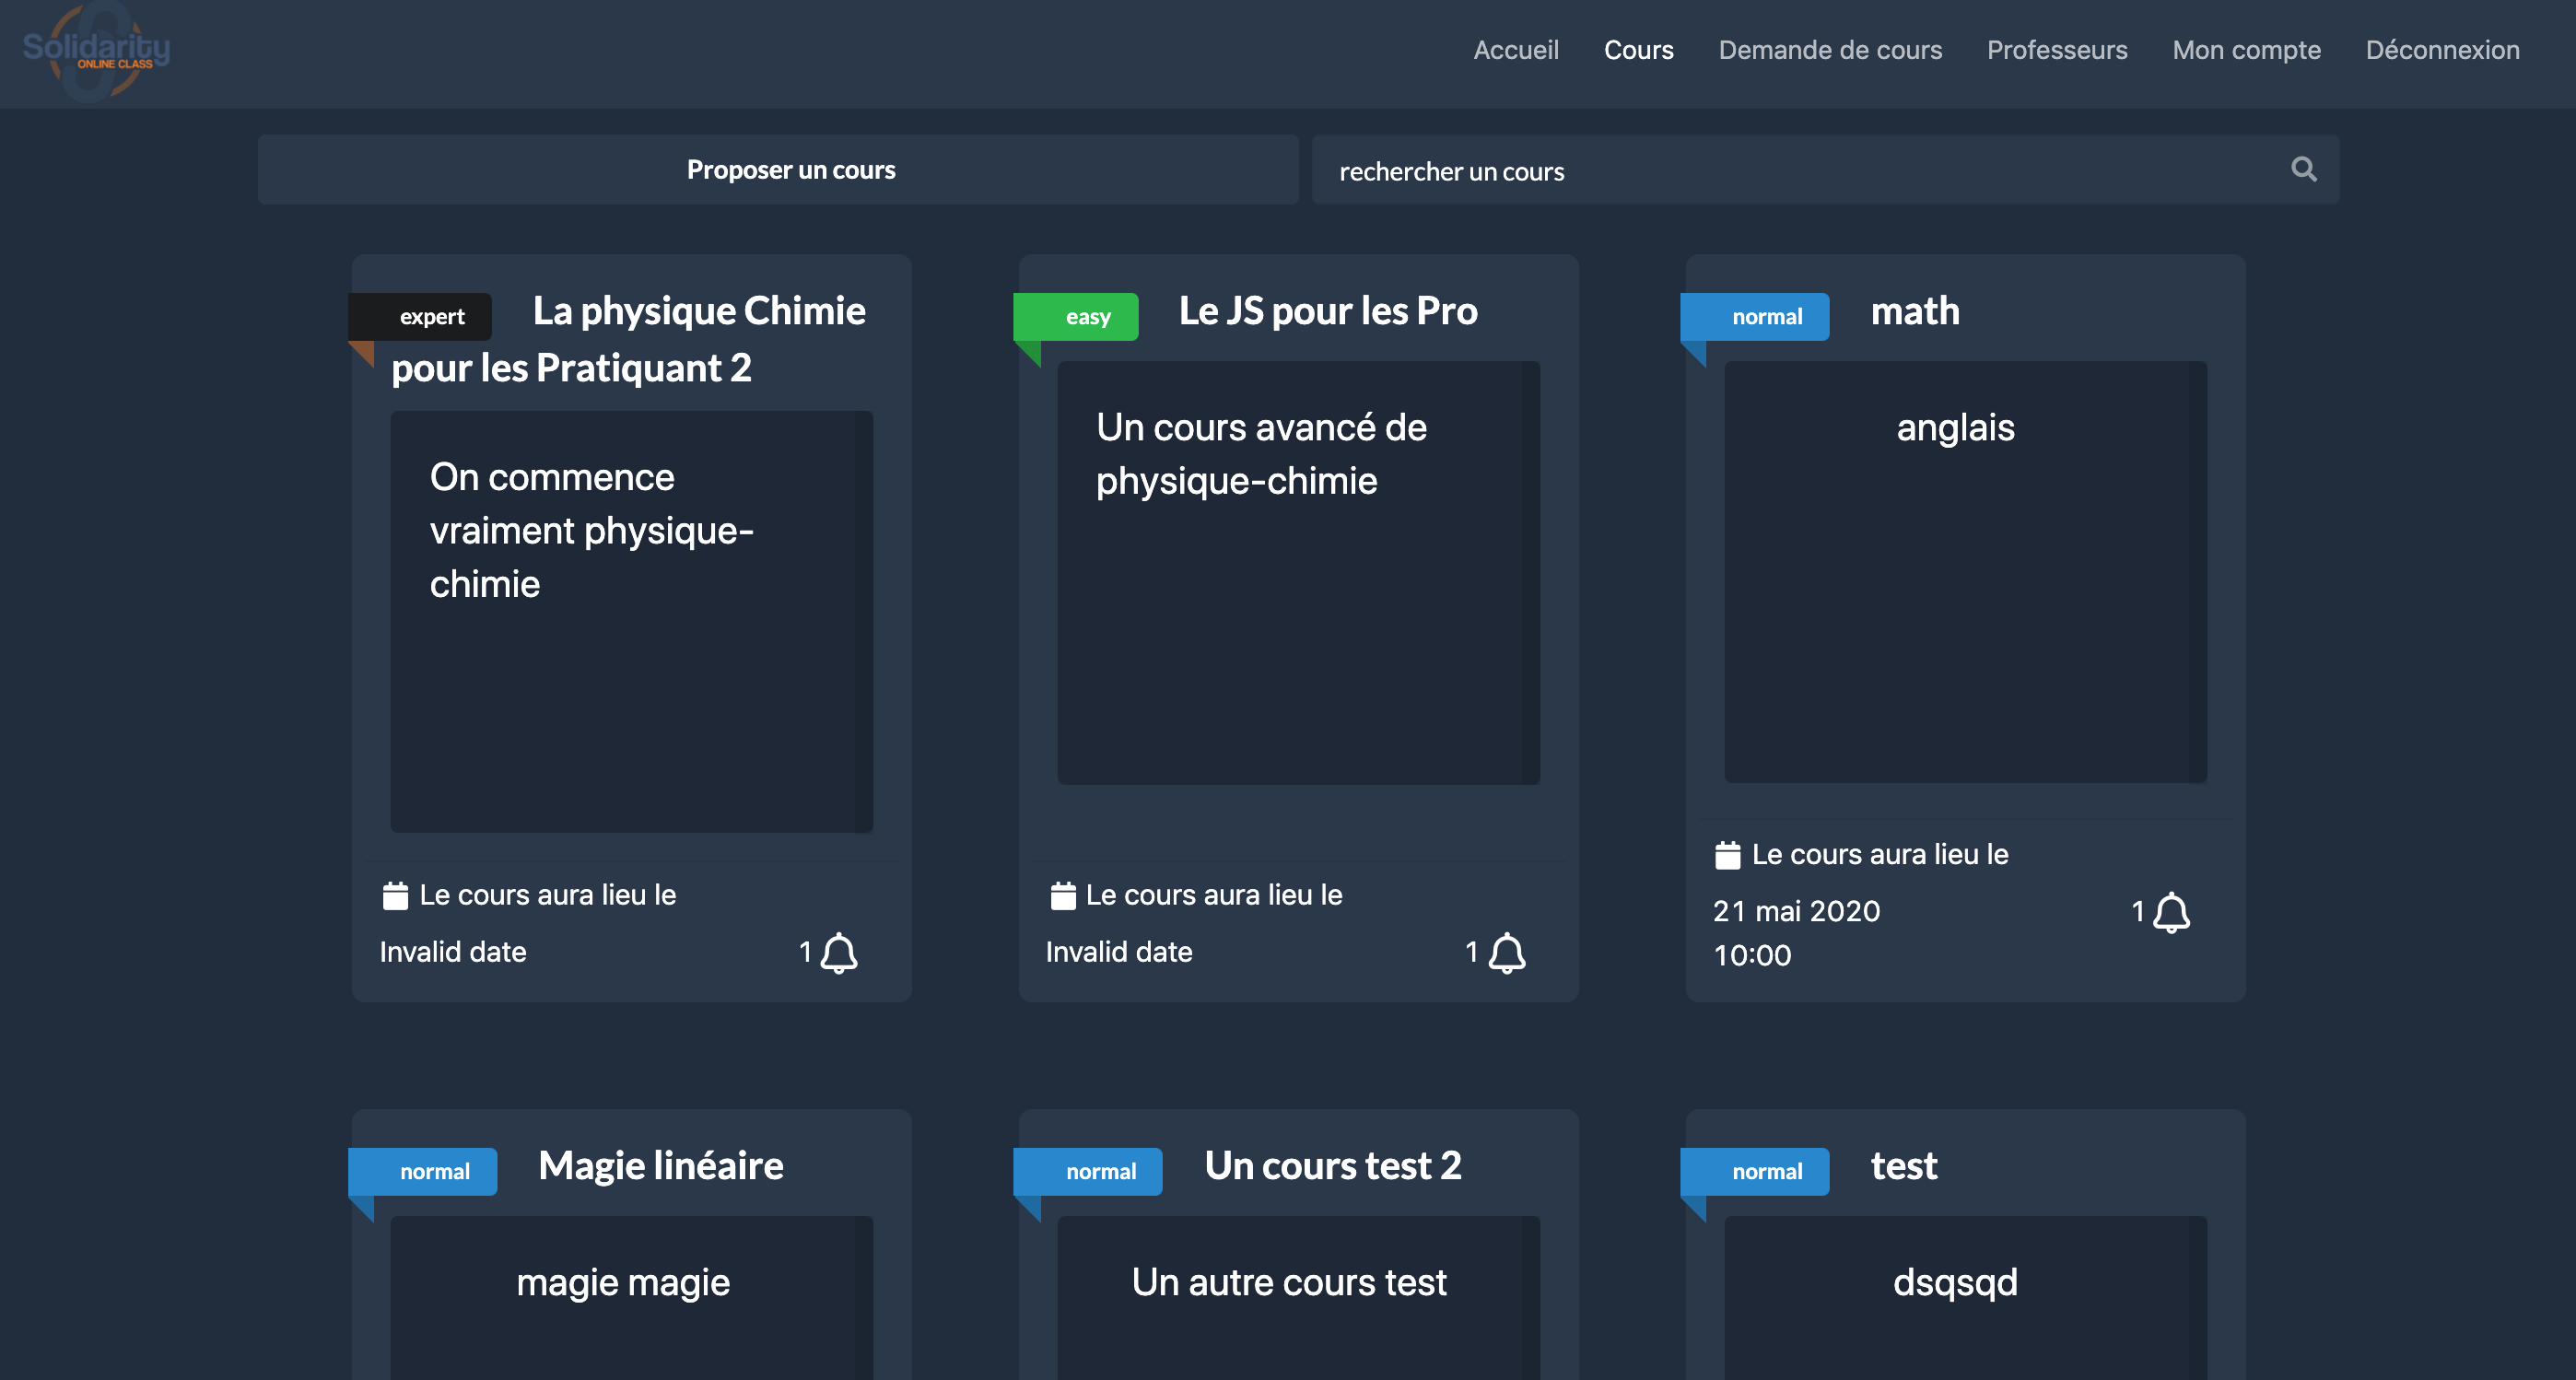 Solidarity
ONLINE CLASS
Accueil Cours Demande de cours Professeurs Mon compte Déconnexion
Proposer un cours
rechercher un cours
expert La physique Chimie
pour les Pratiquant 2
On commence
vraiment physique-
chimie
Le cours aura lieu le
Invalid date 1
easy Le JS pour les Pro
Un cours avancé de
physique-chimie
Le cours aura lieu le
Invalid date 1
normal math
anglais
Le cours aura lieu le
21 mai 2020 1
10:00
normal Magie linéaire
magie magie
normal Un cours test 2
Un autre cours test
normal test
dsqsqd